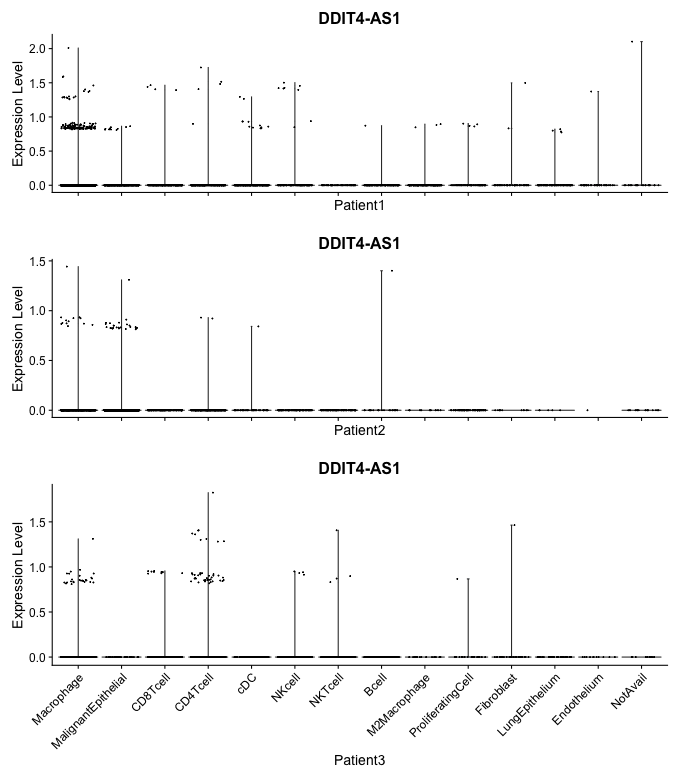 DDIT4-AS1
Expression Level
2.0
1.5
1.0
0.5
0.0
Patient1
DDIT4-AS1
Expression Level
1.5
1.0
0.5
0.0
Patient2
DDIT4-AS1
Expression Level
1.5
1.0
0.5
0.0
Macrophage
MalignantEpithelial
CD8Tcell
CD4Tcell
cDC
NKcell
NKTcell
Bcell
M2Macrophage
ProliferatingCell
Fibroblast
LungEpithelium
Endothelium
NotAvail
Patient3